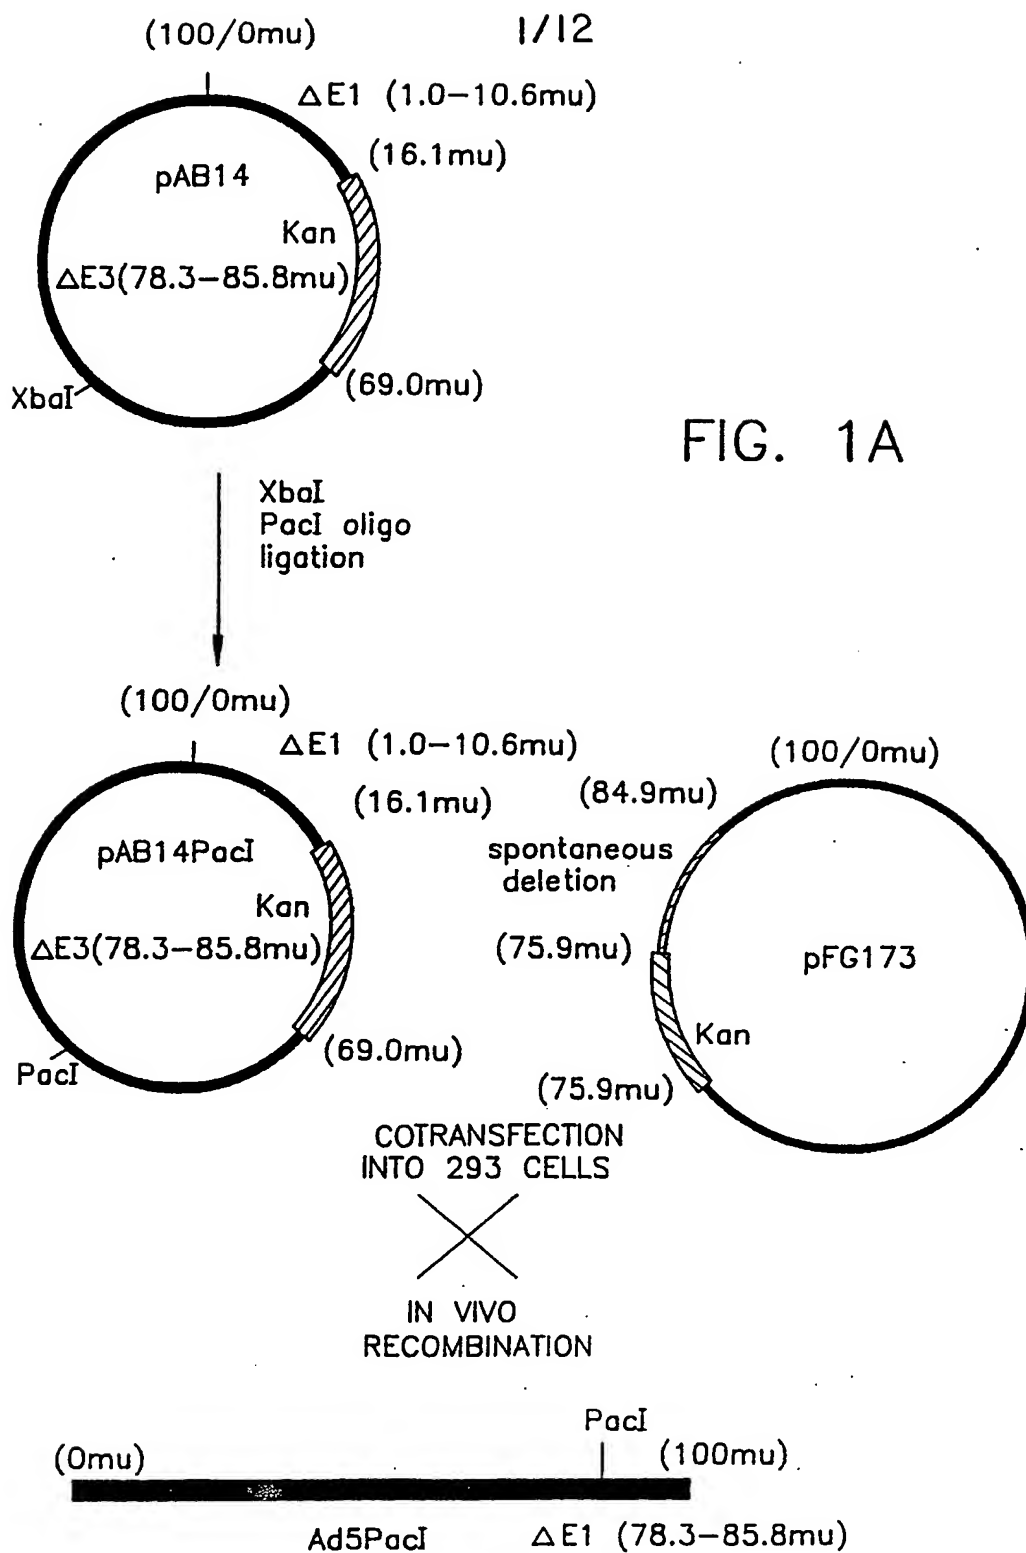 1/12
(100/0mu)
ΔE1 (1.0-10.6mu)
(16.1mu)
pAB14
Kan
ΔE3(78.3-85.8mu)
(69.0mu)
XbaI
FIG. 1A
XbaI
PacI oligo
ligation
(100/0mu)
ΔE1 (1.0-10.6mu)
(16.1mu)
pAB14PacI
Kan
ΔE3(78.3-85.8mu)
(69.0mu)
PacI
(100/0mu)
(84.9mu)
spontaneous
deletion
(75.9mu)
pFG173
Kan
(75.9mu)
COTRANSFECTION
INTO 293 CELLS
IN VIVO
RECOMBINATION
PacI
(0mu)
(100mu)
Ad5PacI
ΔE1 (78.3-85.8mu)